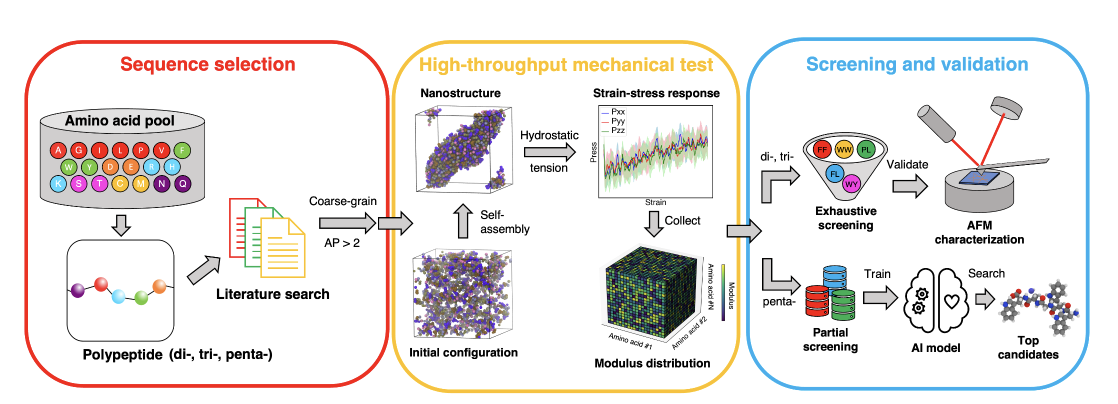 Sequence selection
Amino acid pool
A G I L P V F
W Y D E R H
K S T C M N Q
Polypeptide (di-, tri-, penta-)
Literature search
Coarse-grain
AP > 2
High-throughput mechanical test
Nanostructure
Hydrostatic
tension
Self-
assembly
Initial configuration
Strain-stress response
Pxx
Pyy
Pzz
Press
Strain
Collect
Amino acid #N
Modulus
Amino acid #1
Amino acid #2
Modulus distribution
Screening and validation
di-, tri-
FF WW PL
FL
WY
Exhaustive
screening
Validate
AFM
characterization
penta-
Partial
screening
Train
AI model
Search
Top
candidates